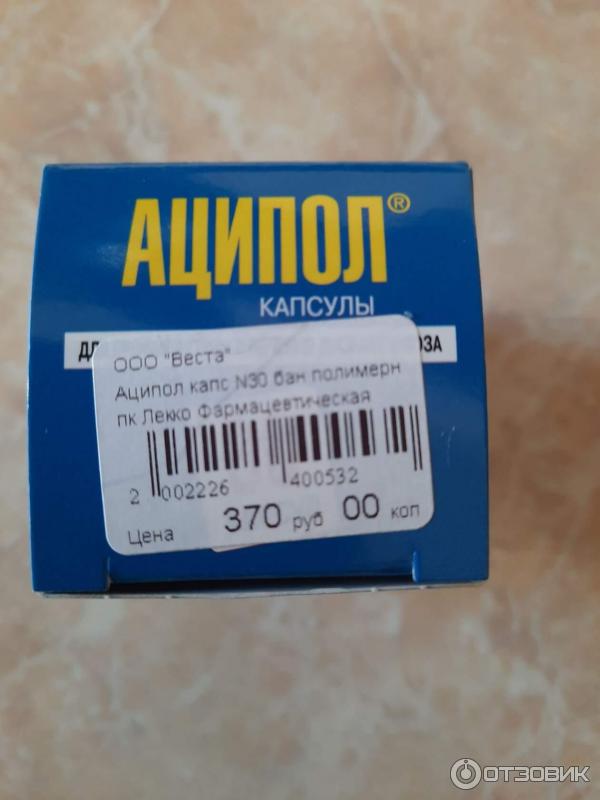 АЦИПОЛ®
КАПСУЛЫ
ООО "Веста"
Аципол капс N30 бан полимерн
пк Лекко Фармацевтическая
2 002226 400532
Цена 370 руб 00 коп
ОТЗОВИК